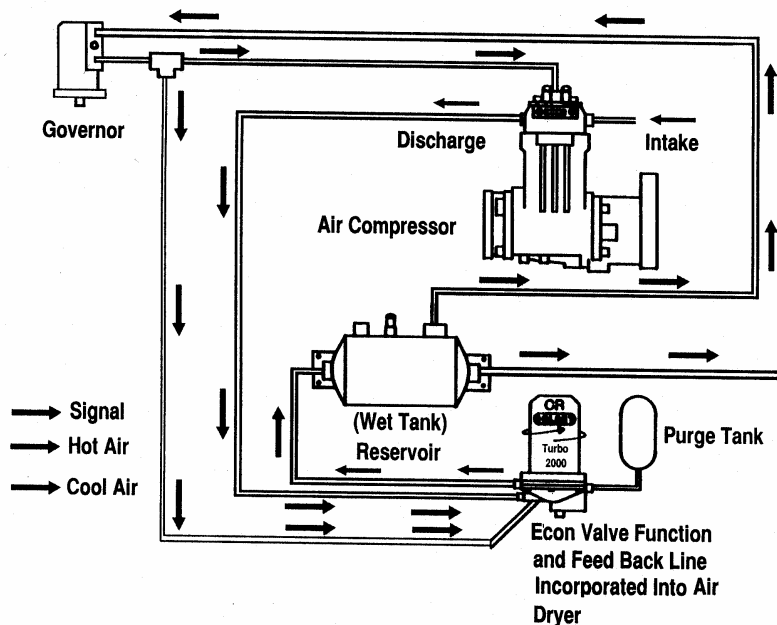 Governor
Discharge
Intake
Air Compressor
Signal
Hot Air
Cool Air
(Wet Tank)
Reservoir
OR
Turbo
2000
Purge Tank
Econ Valve Function
and Feed Back Line
Incorporated Into Air
Dryer